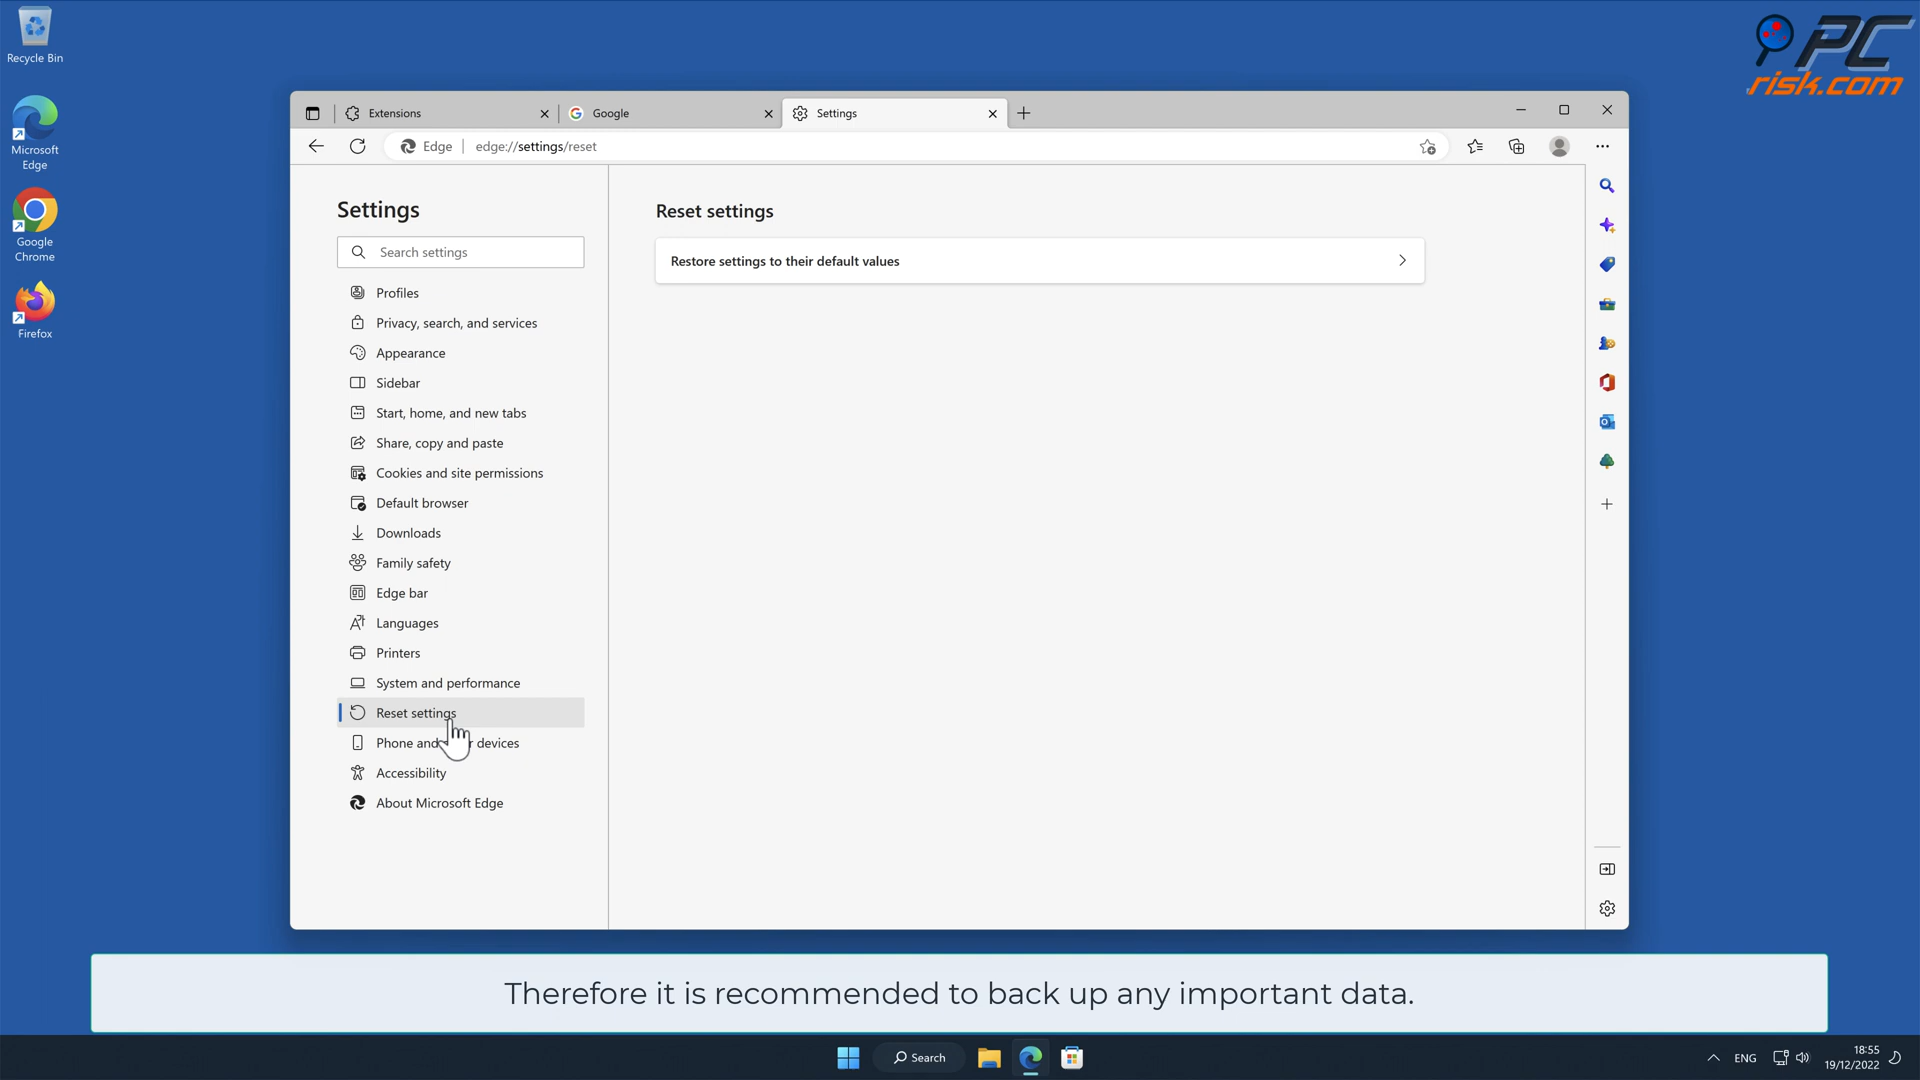 Recycle Bin
Microsoft
Edge
Google
Chrome
Firefox
PC
risk.com
Extensions
Google
Settings
Edge
edge://settings/reset
Settings
Search settings
Profiles
Privacy, search, and services
Appearance
Sidebar
Start, home, and new tabs
Share, copy and paste
Cookies and site permissions
Default browser
Downloads
Family safety
Edge bar
Languages
Printers
System and performance
Reset settings
Phone and devices
Accessibility
About Microsoft Edge
Reset settings
Restore settings to their default values
Therefore it is recommended to back up any important data.
Search
ENG
18:55
19/12/2022